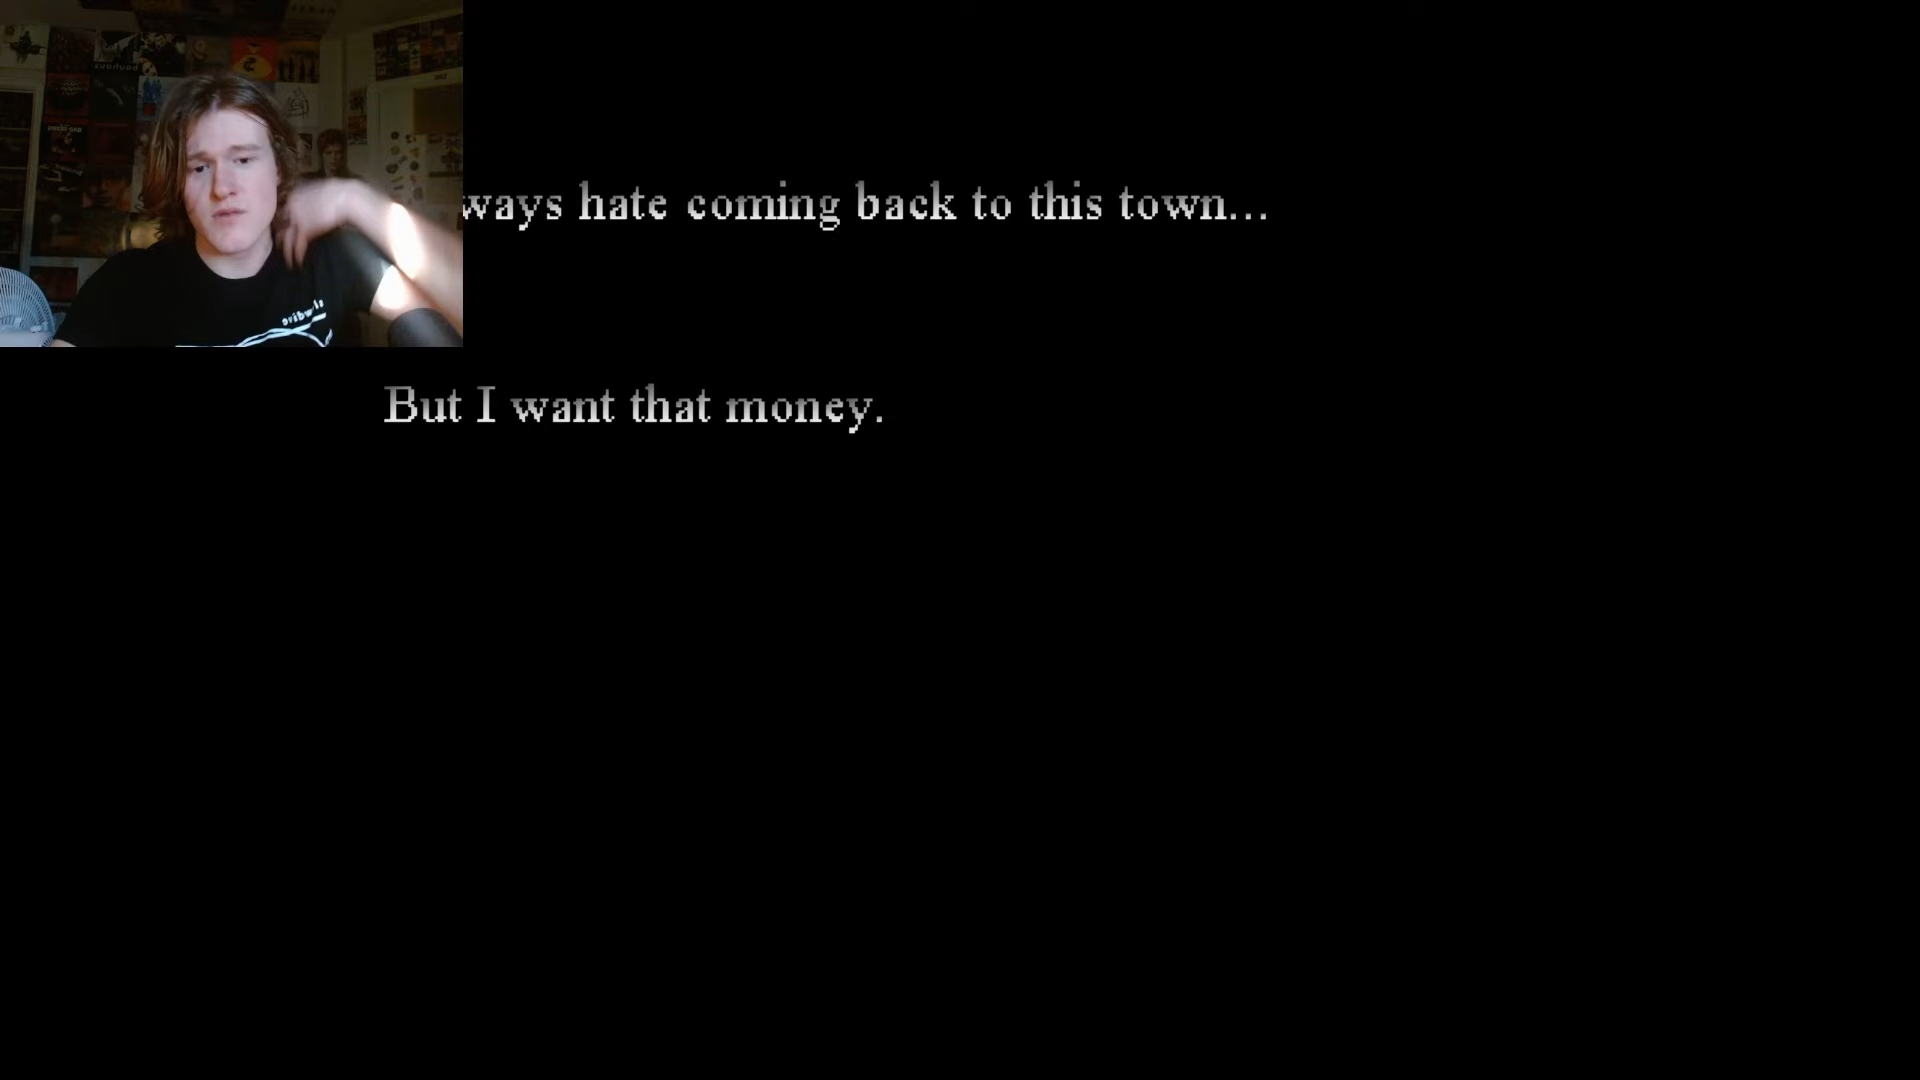 ways hate coming back to this town...
But I want that money.